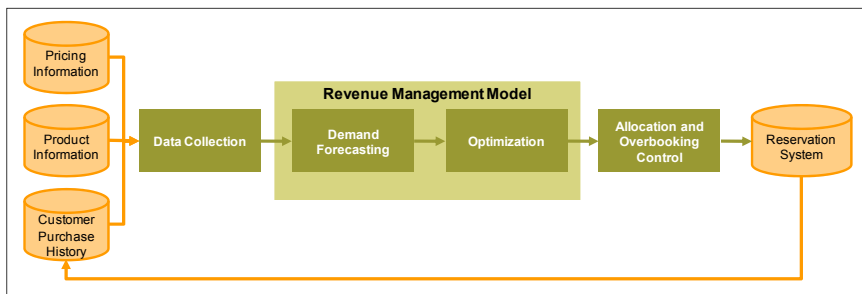 Pricing
Information
Product
Information
Customer
Purchase
History
Data Collection
Revenue Management Model
Demand
Forecasting
Optimization
Allocation and
Overbooking
Control
Reservation
System